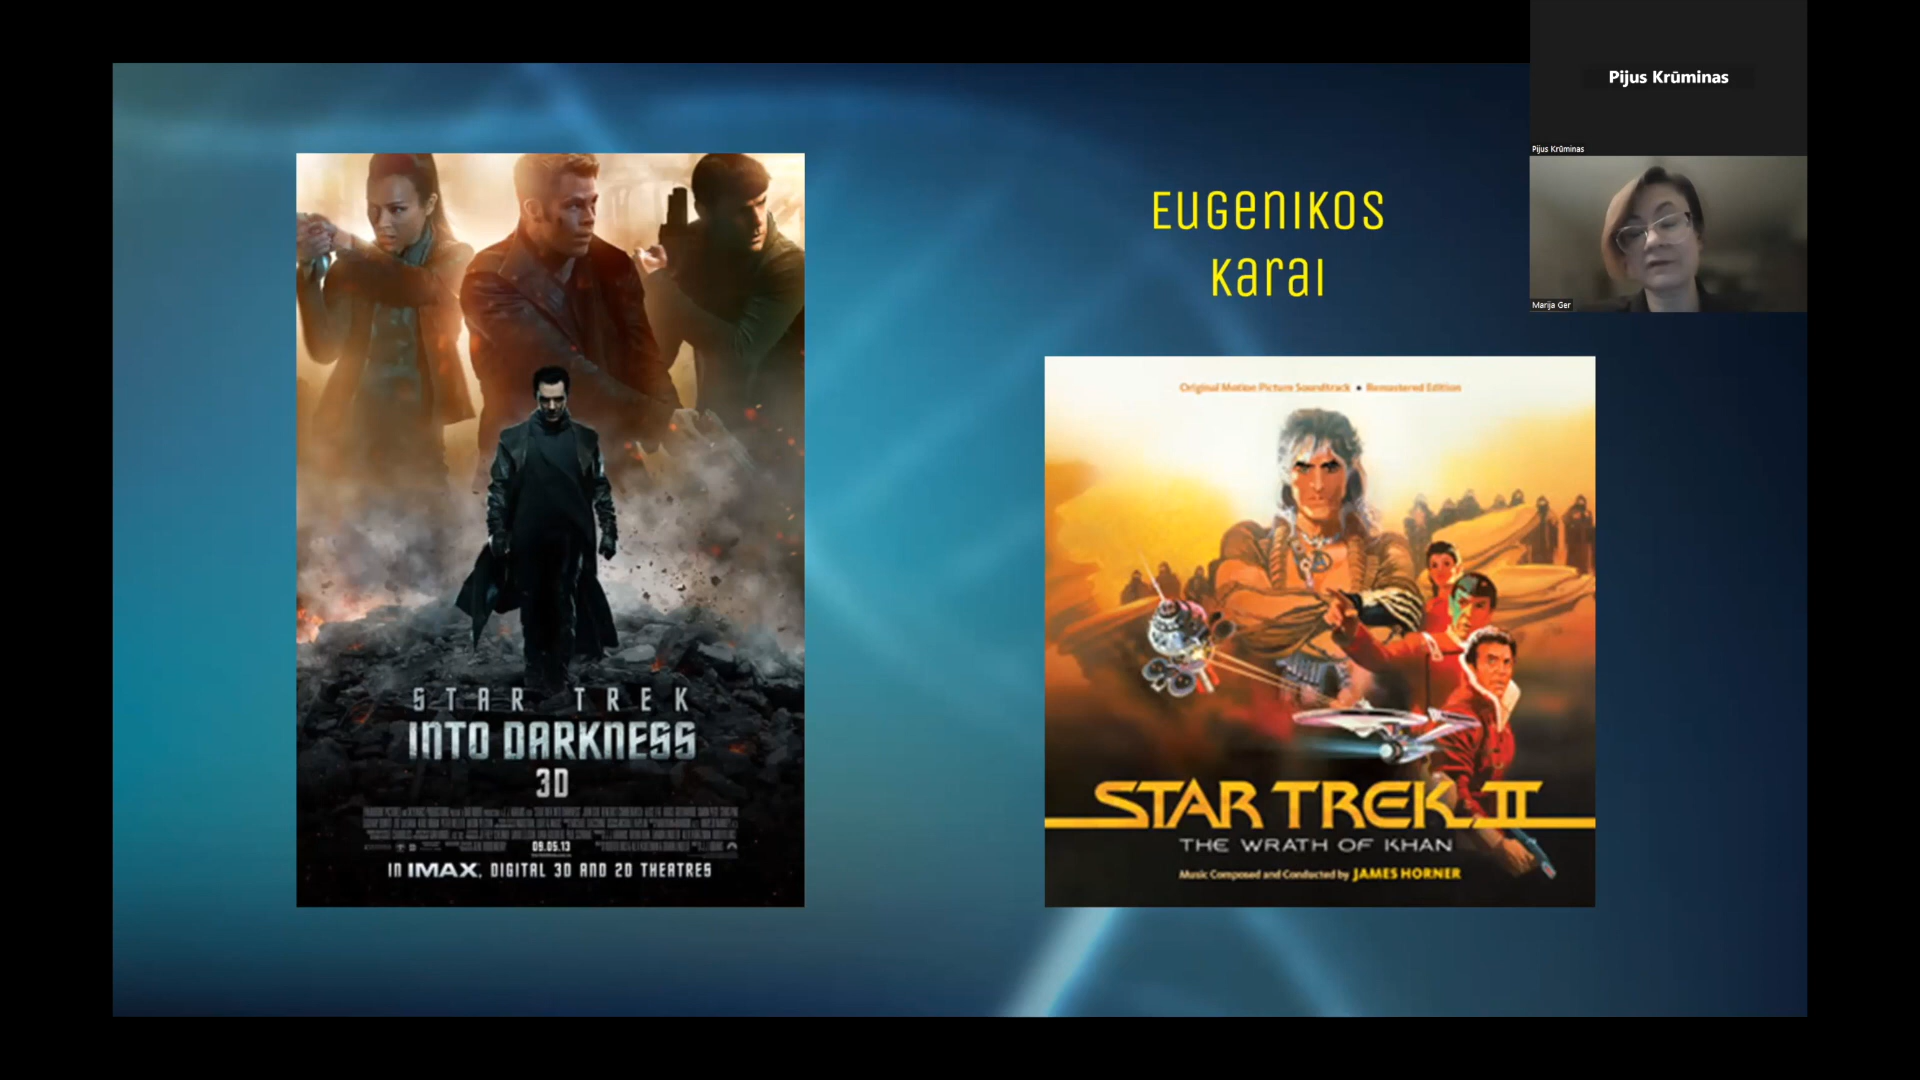 Pijus Krūminas
Pijus Krūminas
Marija Ger
Eugenikos
karai
STAR TREK
INTO DARKNESS
3D
09.05.13
IN IMAX, DIGITAL 3D AND 2D THEATRES
Original Motion Picture Soundtrack • Remastered Edition
STAR TREK II
THE WRATH OF KHAN
Music Composed and Conducted by JAMES HORNER